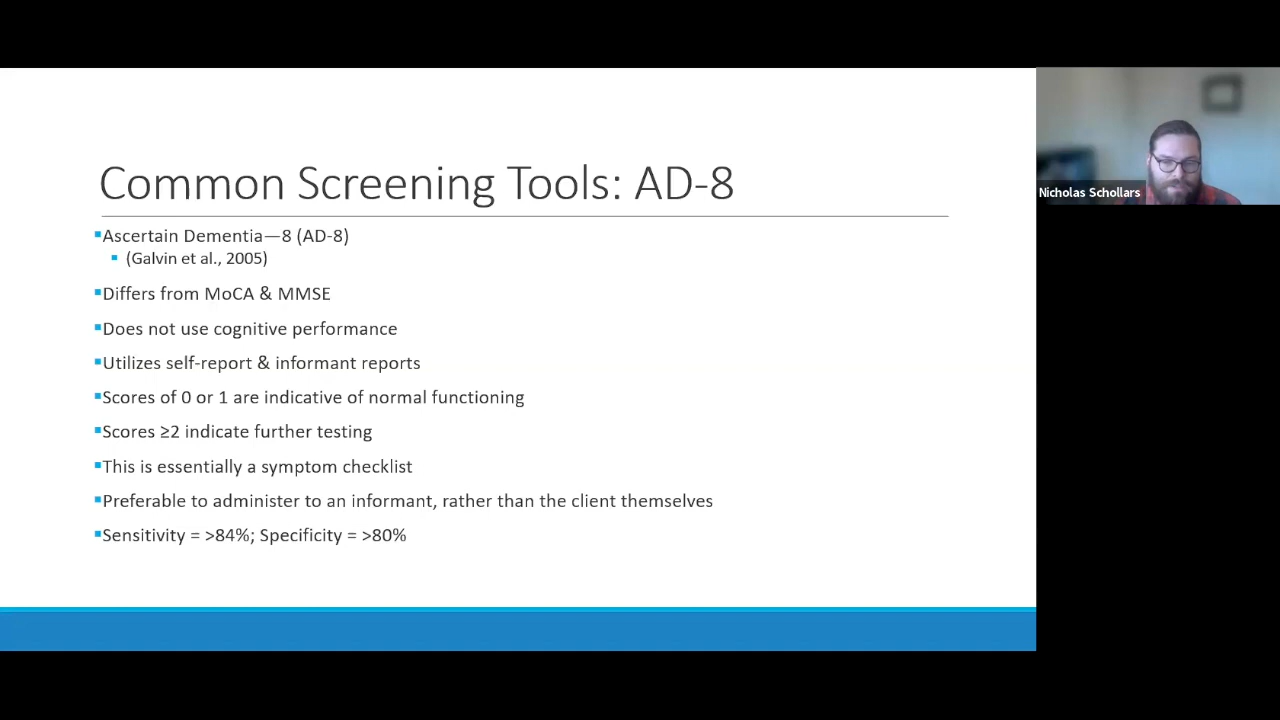 Common Screening Tools: AD-8
Ascertain Dementia—8 (AD-8)
(Galvin et al., 2005)
Differs from MoCA & MMSE
Does not use cognitive performance
Utilizes self-report & informant reports
Scores of 0 or 1 are indicative of normal functioning
Scores ≥2 indicate further testing
This is essentially a symptom checklist
Preferable to administer to an informant, rather than the client themselves
Sensitivity = >84%; Specificity = >80%
Nicholas Schollars